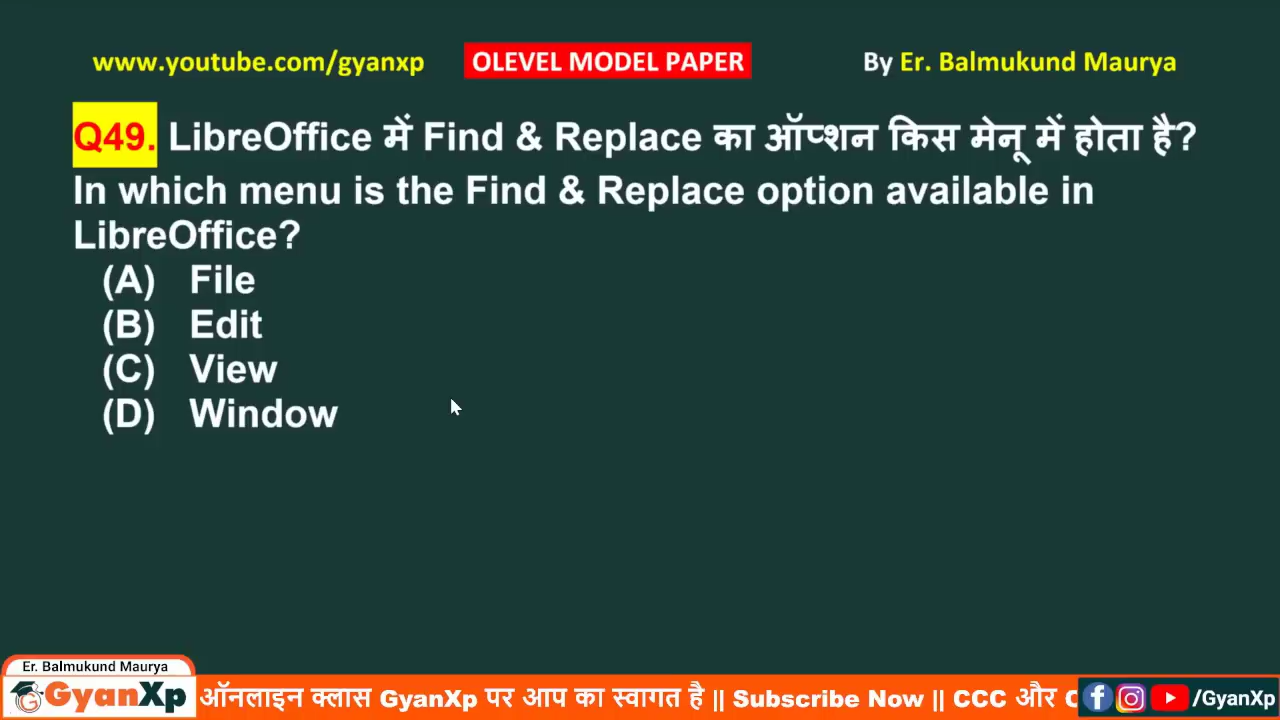 www.youtube.com/gyanxp OLEVEL MODEL PAPER By Er. Balmukund Maurya
Q49. LibreOffice में Find & Replace का ऑप्शन किस मेनू में होता है?
In which menu is the Find & Replace option available in
LibreOffice?
(A) File
(B) Edit
(C) View
(D) Window
Er. Balmukund Maurya
GyanXp ऑनलाइन क्लास GyanXp पर आप का स्वागत है || Subscribe Now || CCC और /GyanXp